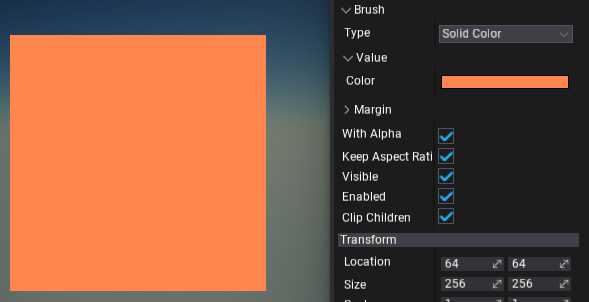 Brush
Type Solid Color
Value
Color
Margin
With Alpha
Keep Aspect Rati
Visible
Enabled
Clip Children
Transform
Location 64 64
Size 256 256